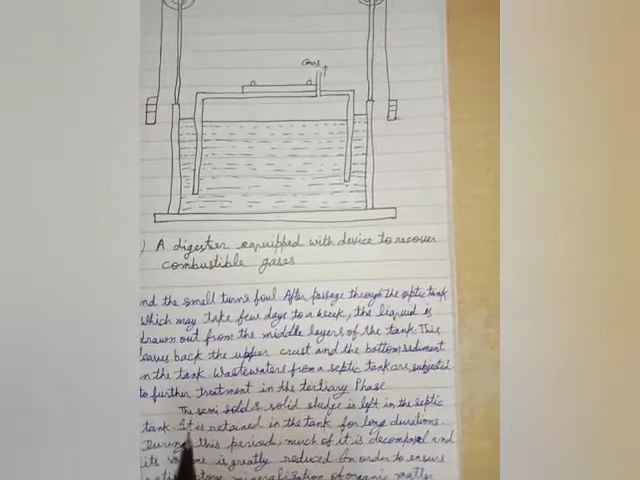 Gas
) A digester equipped with device to recover
combustible gases
nd the smell turns foul After passage through the septic tank
which may take few days to a week, the liquid is
drawn out from the middle layers of the tank. This
leaves back the upper crust and the bottom sediment
n the tank. Wastewaters from a septic tank are subjected
to further treatment in the tertiary Phase
The semi solid & solid sludge is left in the septic
tank. It is retained in the tank for long durations
During this period, much of it is decomposed and
its is greatly reduced In order to ensure
mineralization of organic matter